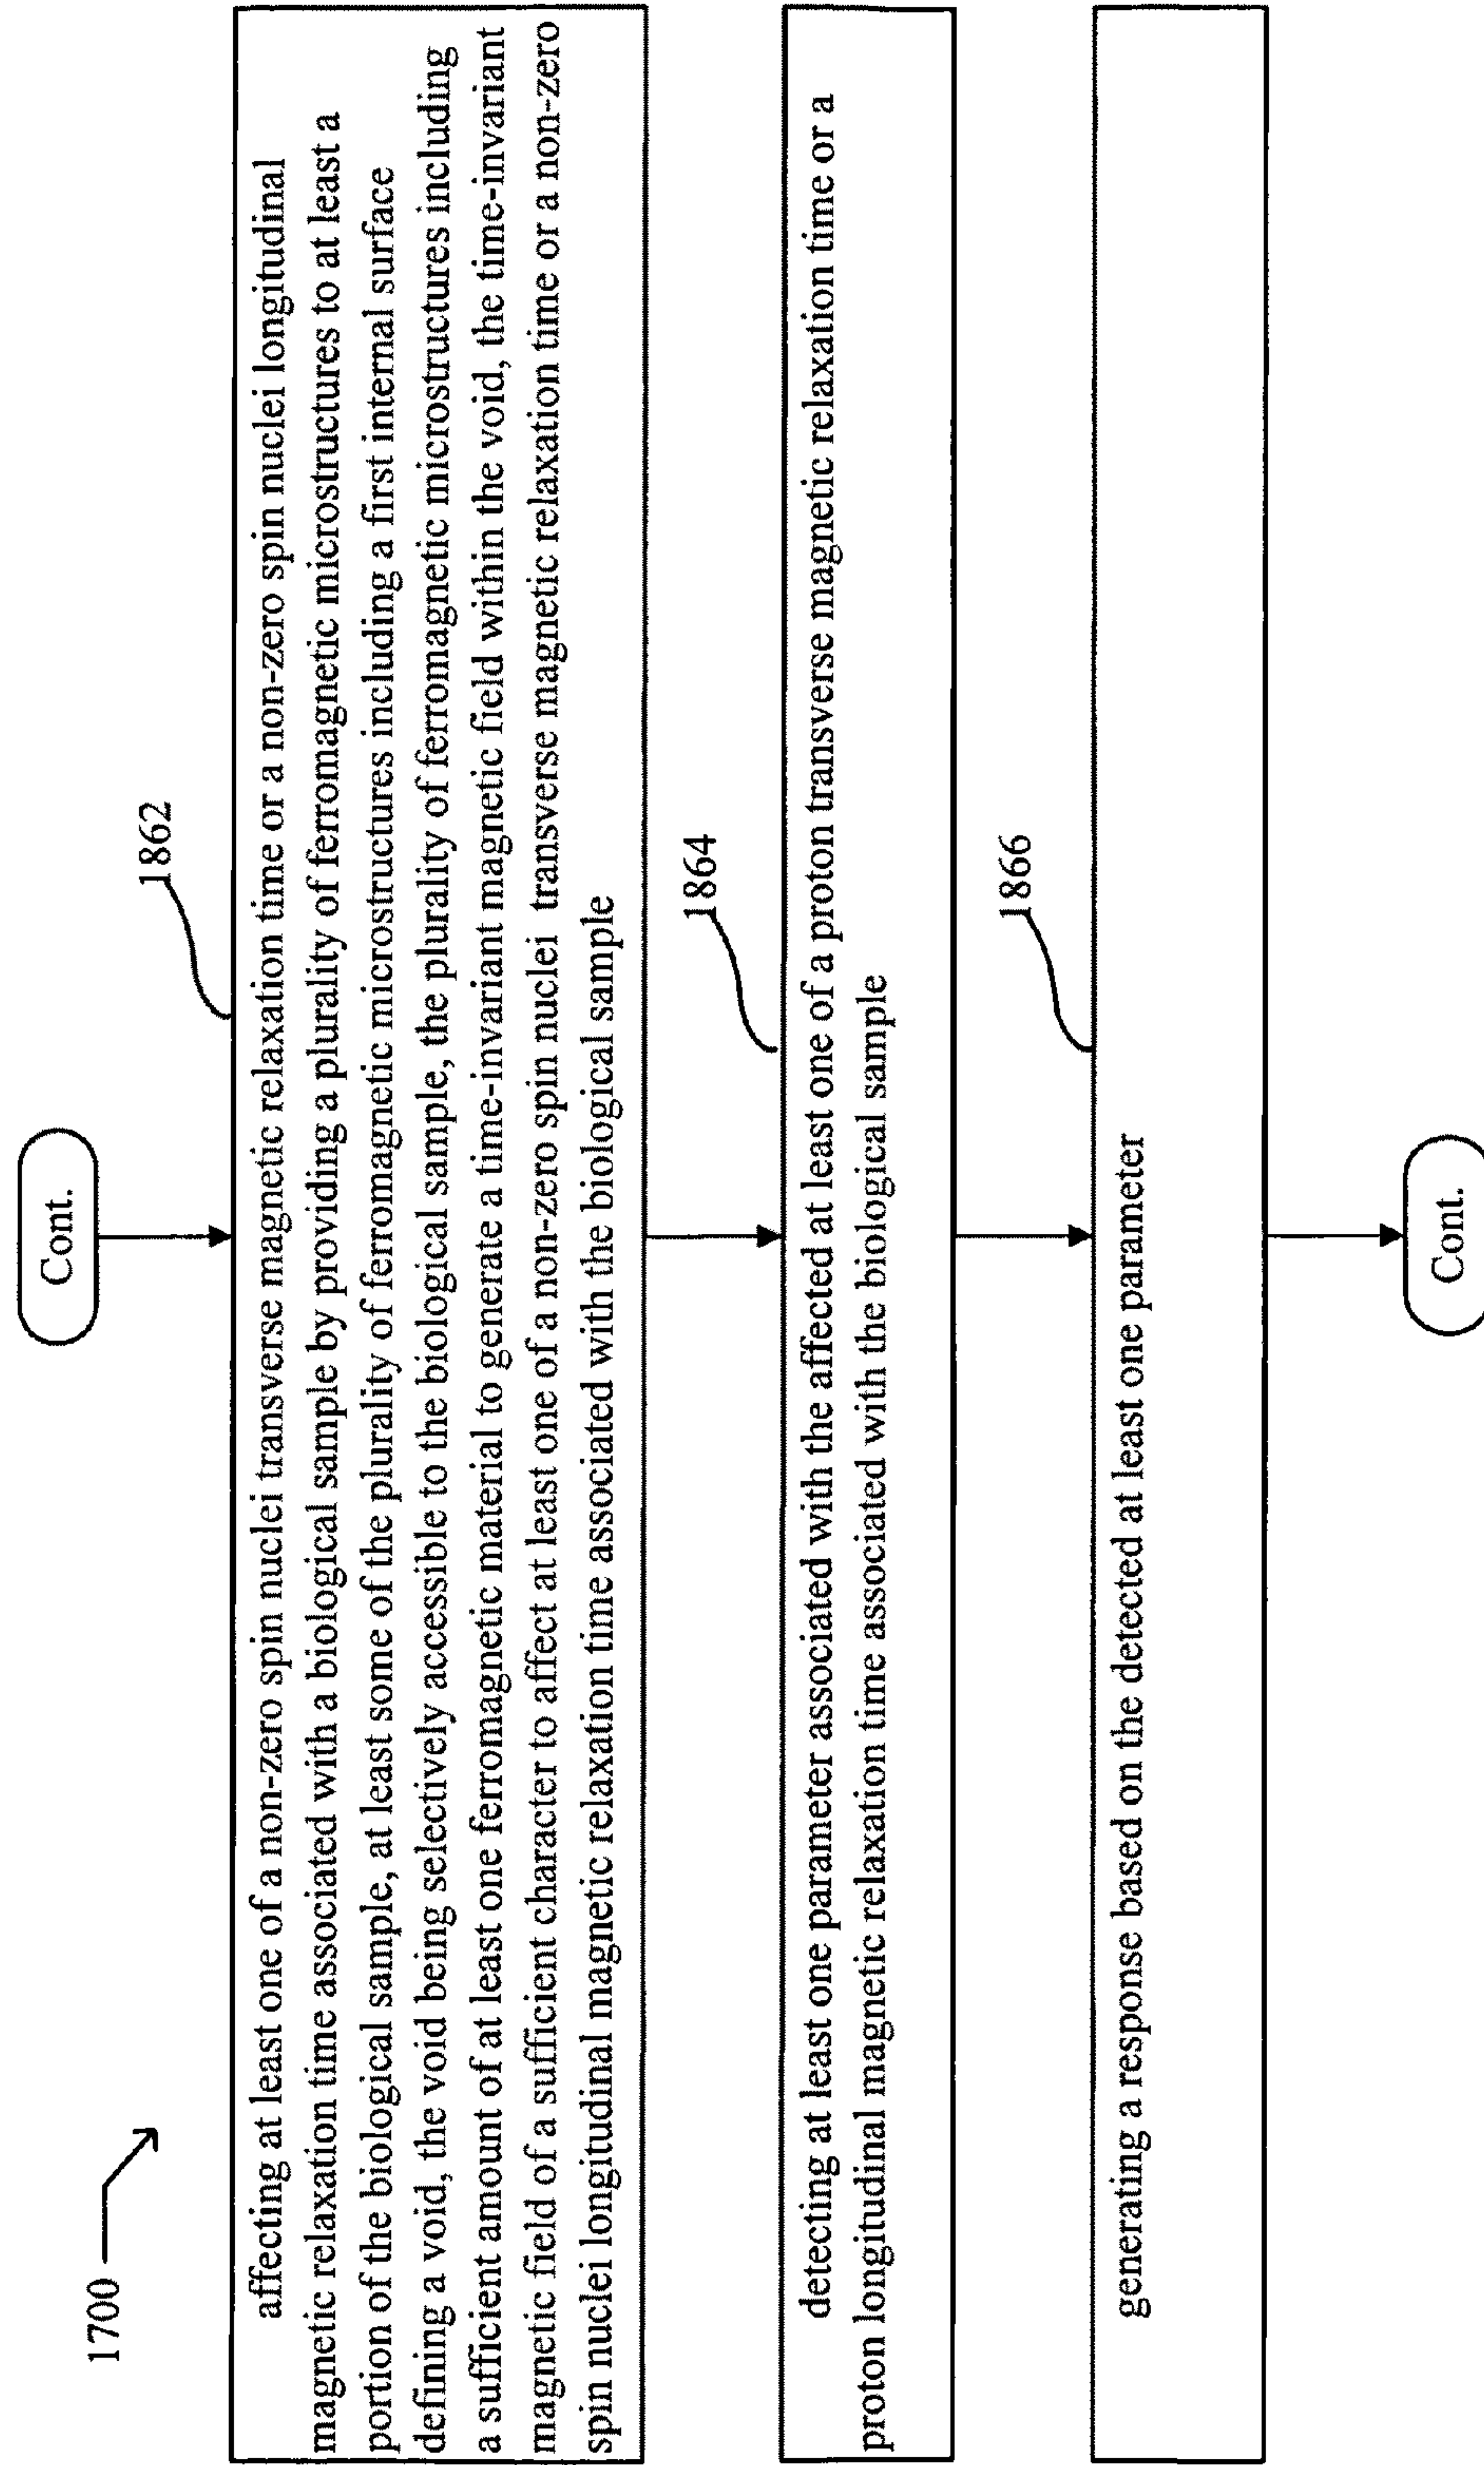 1700
Cont.
1862
affecting at least one of a non-zero spin nuclei transverse magnetic relaxation time or a non-zero spin nuclei longitudinal
magnetic relaxation time associated with a biological sample by providing a plurality of ferromagnetic microstructures to at least a
portion of the biological sample, at least some of the plurality of ferromagnetic microstructures including a first internal surface
defining a void, the void being selectively accessible to the biological sample, the plurality of ferromagnetic microstructures including
a sufficient amount of at least one ferromagnetic material to generate a time-invariant magnetic field within the void, the time-invariant
magnetic field of a sufficient character to affect at least one of a non-zero spin nuclei transverse magnetic relaxation time or a non-zero
spin nuclei longitudinal magnetic relaxation time associated with the biological sample
1864
detecting at least one parameter associated with the affected at least one of a proton transverse magnetic relaxation time or a
proton longitudinal magnetic relaxation time associated with the biological sample
1866
generating a response based on the detected at least one parameter
Cont.